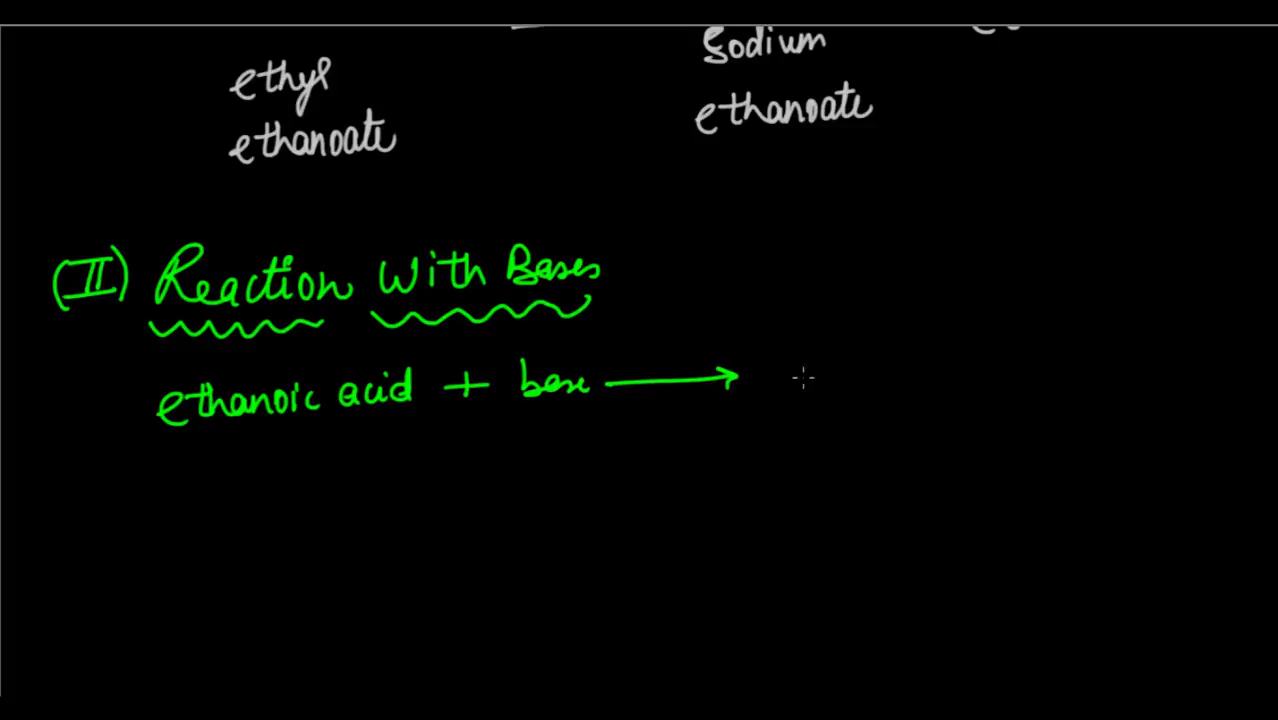 ethyl
ethanoate
Sodium
ethanoate
(II) Reaction With Bases
ethanoic acid + base ⟶